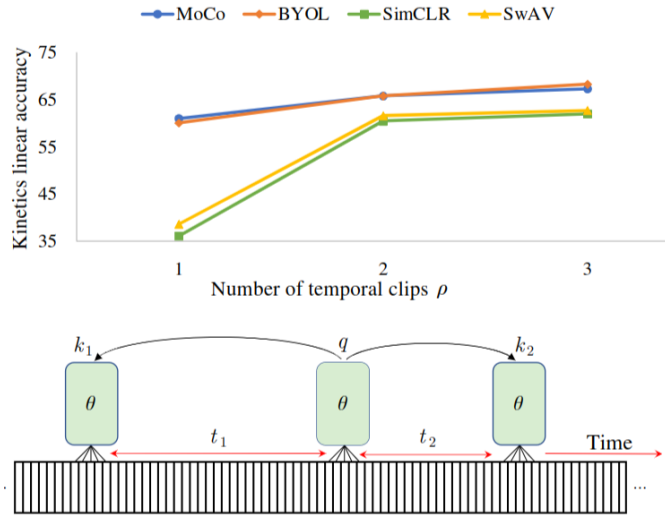 MoCo BYOL SimCLR SwAV
75
65
55
45
35
Kinetics linear accuracy
1 2 3
Number of temporal clips ρ
k1 q k2
θ θ θ
t1 t2 Time
. ...